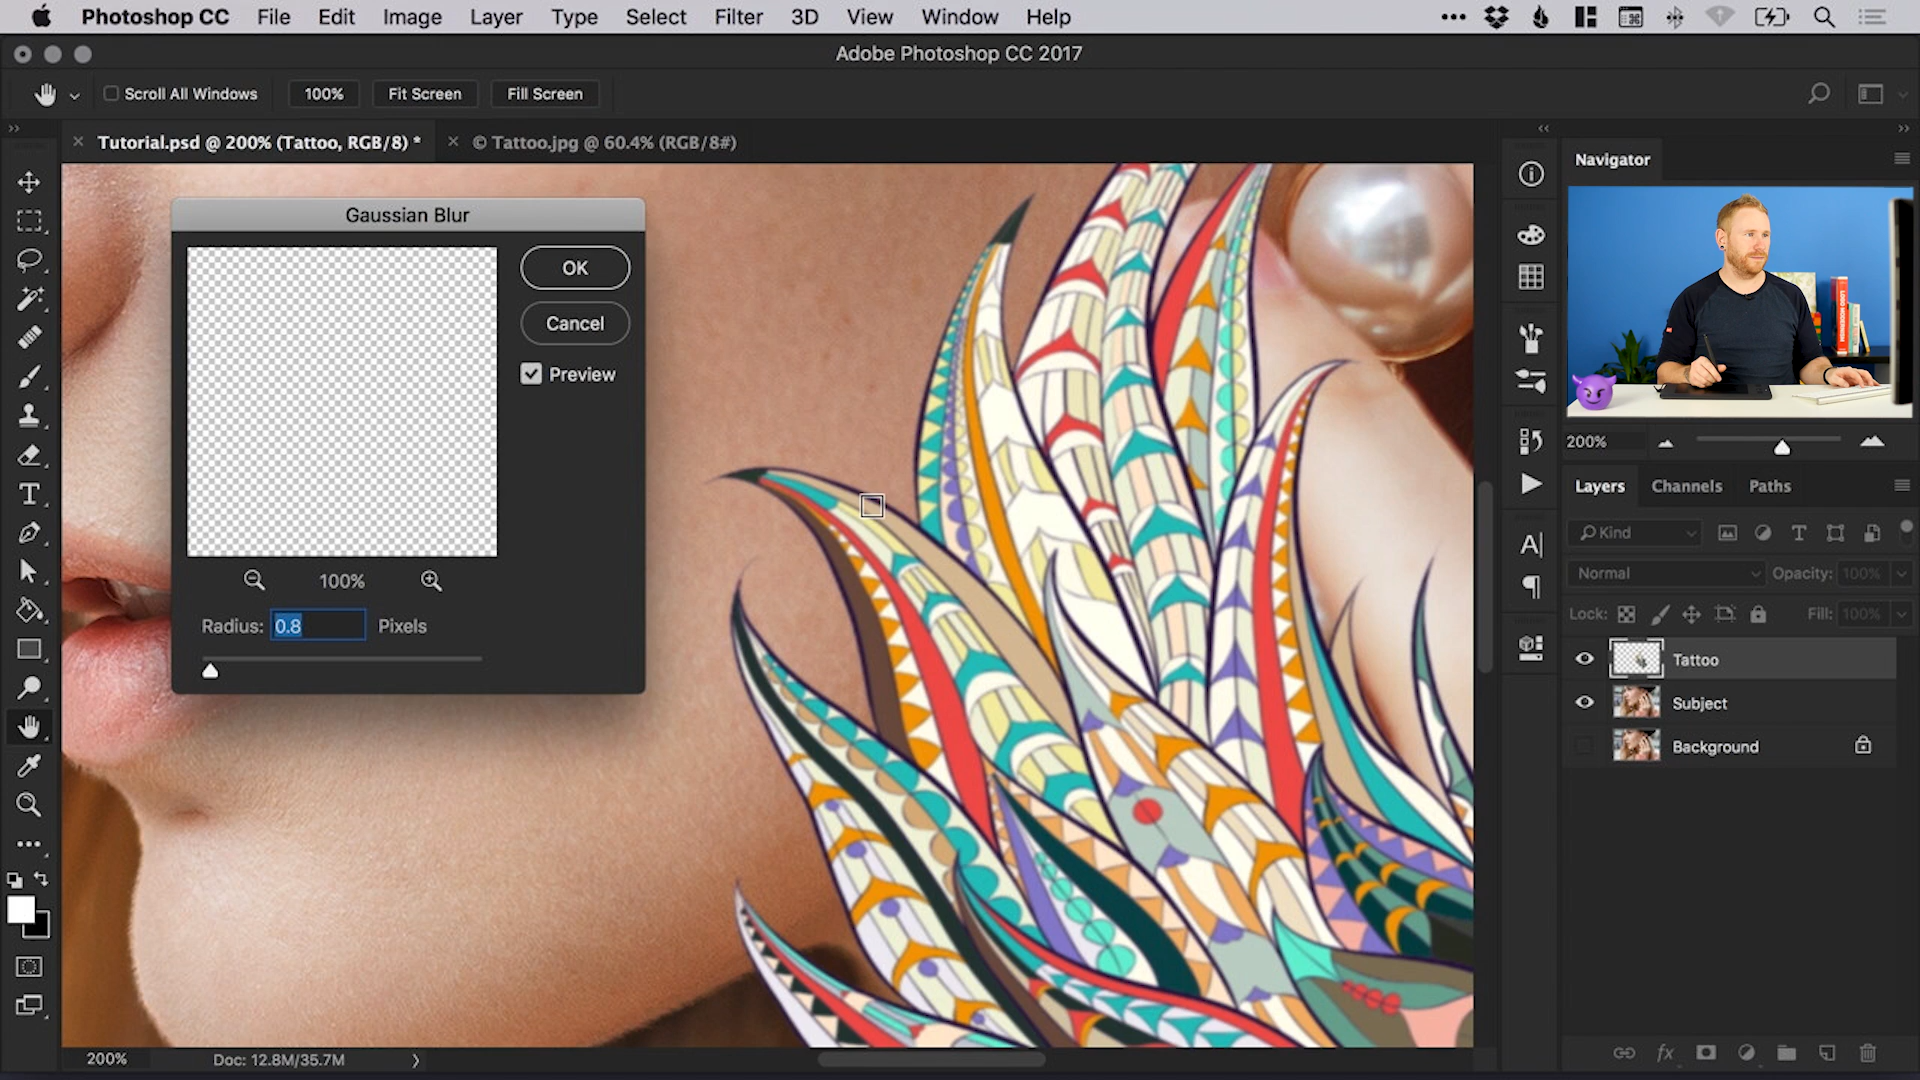 Photoshop CC File Edit Image Layer Type Select Filter 3D View Window Help
Adobe Photoshop CC 2017
Scroll All Windows 100% Fit Screen Fill Screen
Tutorial.psd @ 200% (Tattoo, RGB/8) * © Tattoo.jpg @ 60.4% (RGB/8#)
Gaussian Blur
OK
Cancel
Preview
100%
Radius: 0.8 Pixels
Navigator
200%
Layers Channels Paths
Kind
Normal Opacity: 100%
Lock: Fill: 100%
Tattoo
Subject
Background
200% Doc: 12.8M/35.7M